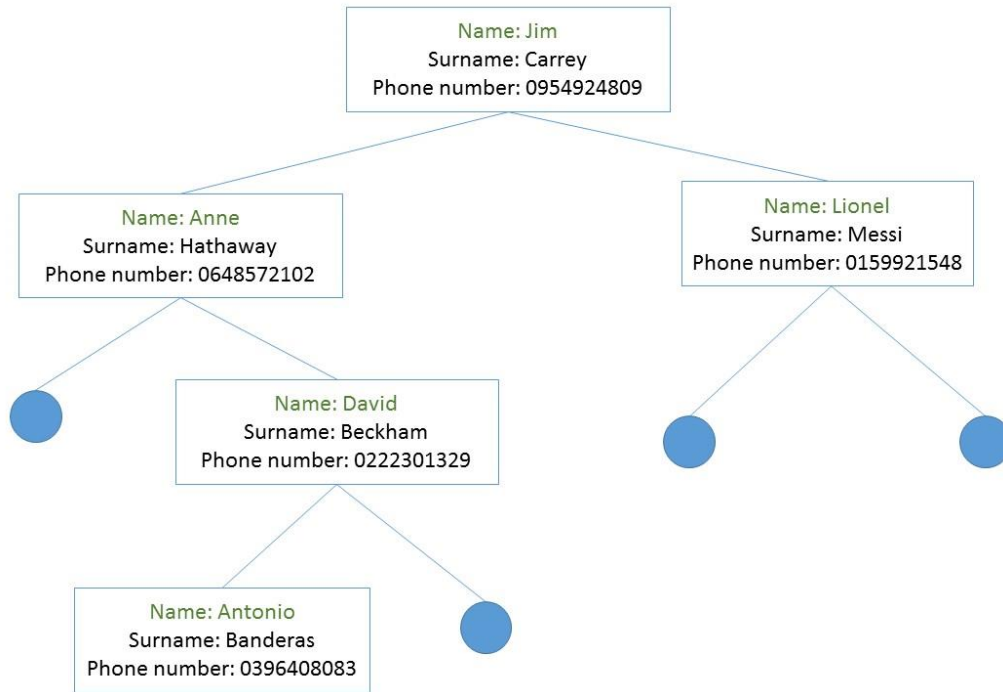 Name: Jim
Surname: Carrey
Phone number: 0954924809
Name: Anne
Surname: Hathaway
Phone number: 0648572102
Name: Lionel
Surname: Messi
Phone number: 0159921548
Name: David
Surname: Beckham
Phone number: 0222301329
Name: Antonio
Surname: Banderas
Phone number: 0396408083